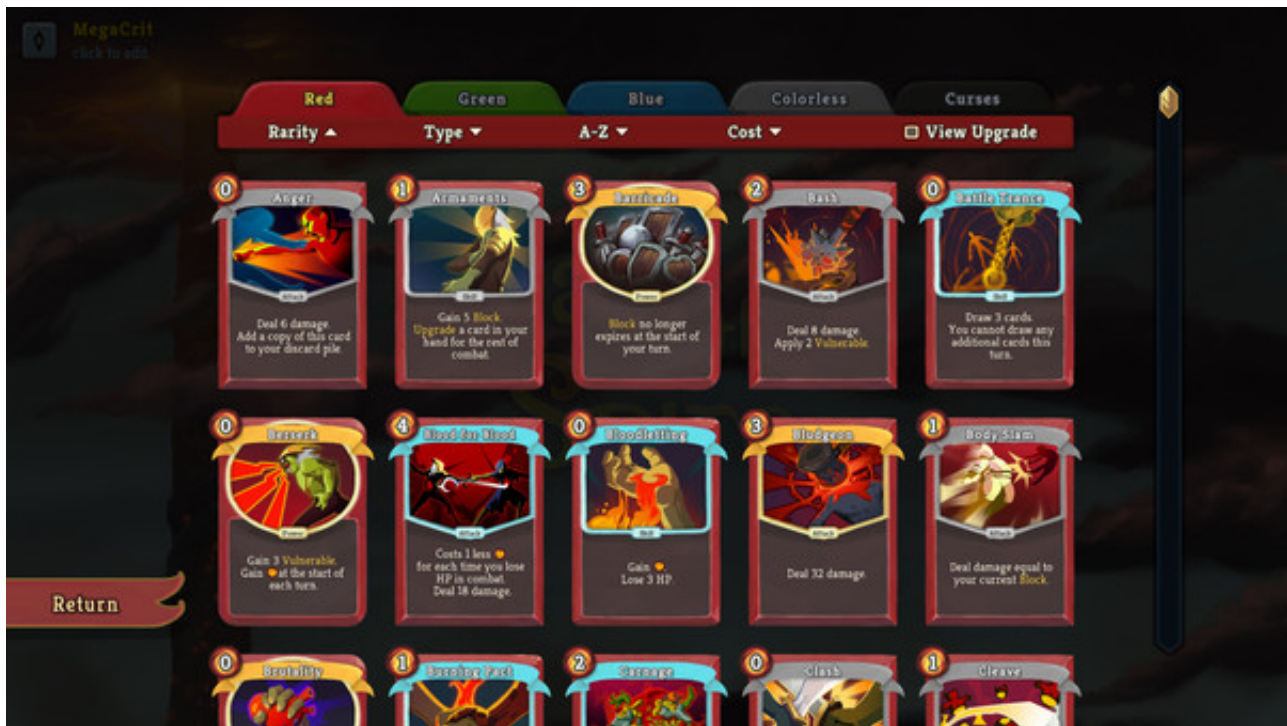 MegaCrit
click to edit
Red Green Blue Colorless Curses
Rarity Type A-Z Cost View Upgrade
0 1 3 2 0
Anger Armaments Barricade Bash Battle Trance
Attack Skill Power Attack Skill
Deal 6 damage.
Add a copy of this card
to your discard pile.
Gain 5 Block.
Upgrade a card in your
hand for the rest of
combat.
Block no longer
expires at the start of
your turn.
Deal 8 damage.
Apply 2 Vulnerable.
Draw 3 cards.
You cannot draw any
additional cards this
turn.
0 4 0 3 1
Berserk Blood for Blood Bloodletting Bludgeon Body Slam
Power Attack Skill Attack Attack
Gain 3 Vulnerable.
Gain at the start of
each turn.
Costs 1 less
for each time you lose
HP in combat.
Deal 18 damage.
Gain .
Lose 3 HP.
Deal 32 damage.
Deal damage equal to
your current Block.
Return
0 1 2 0 1
Brutality Burning Pact Carnage Clash Cleave